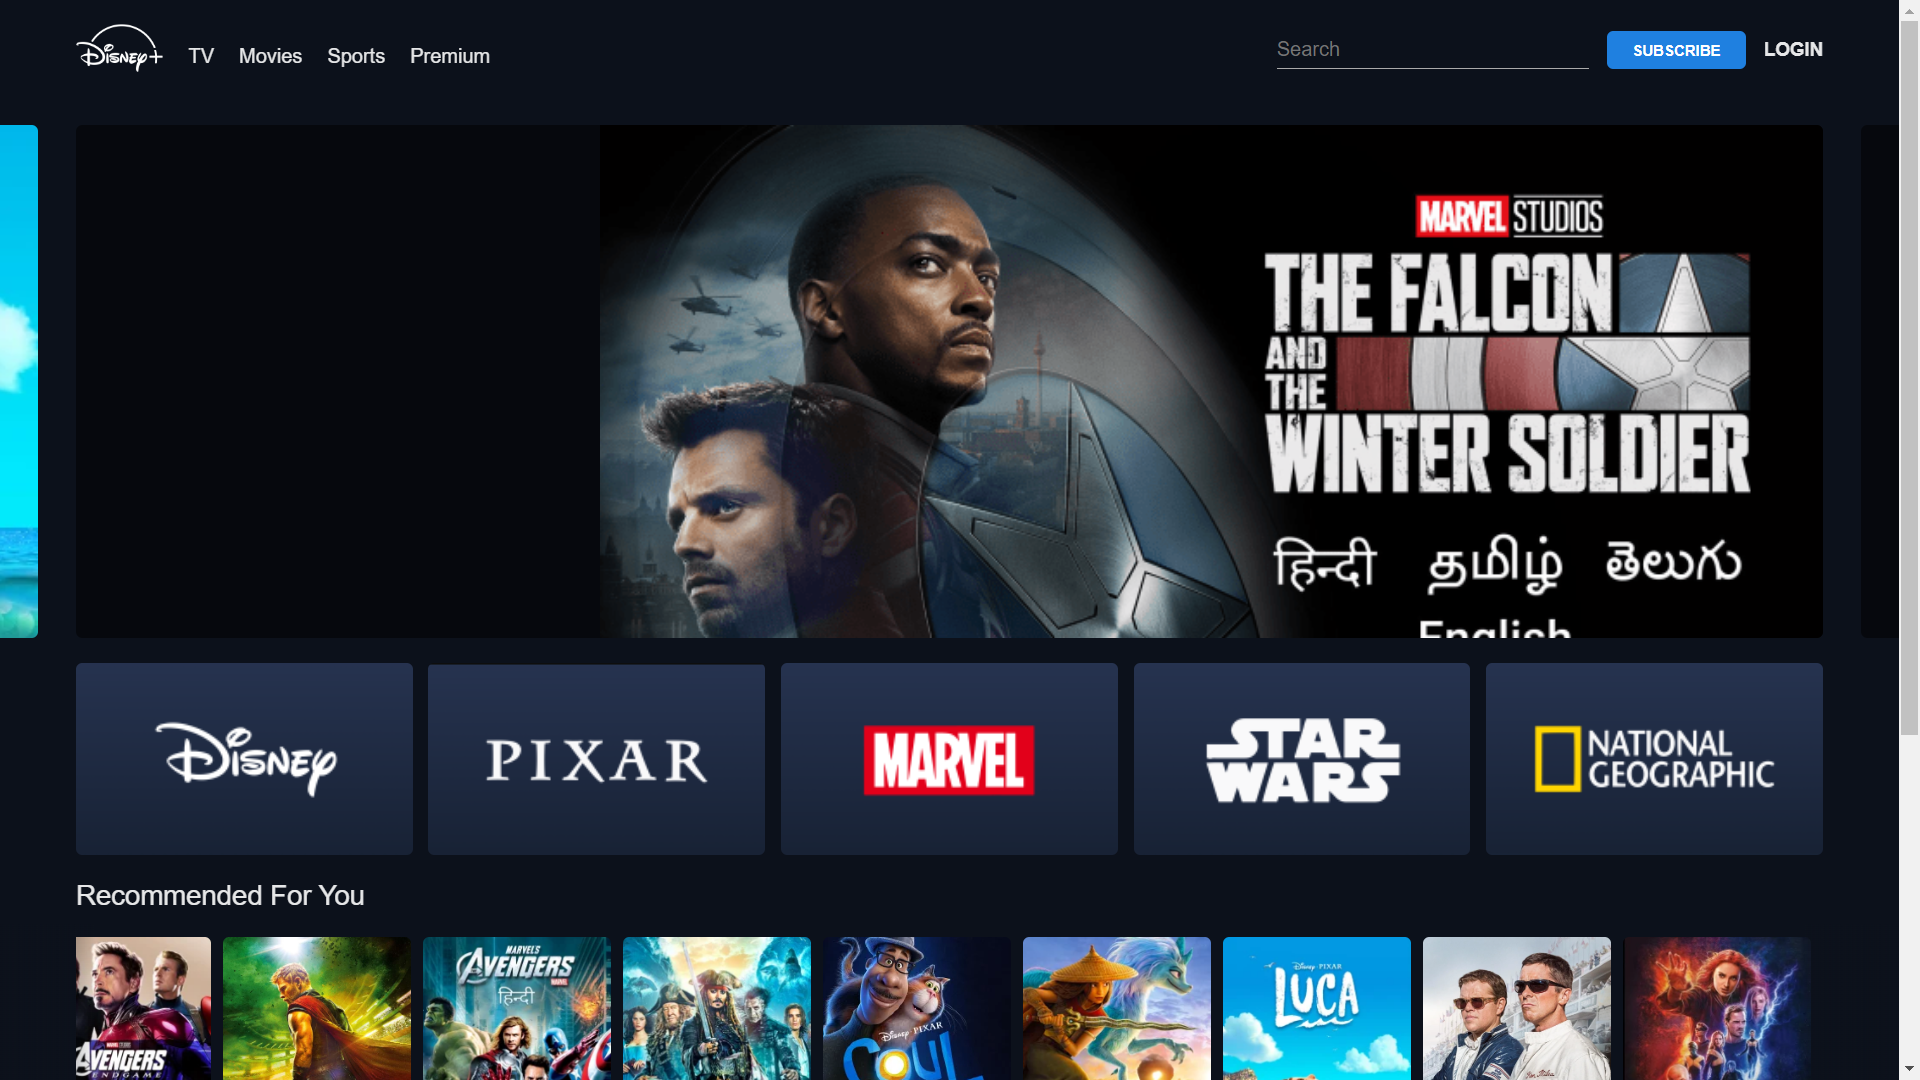 Disney+
TV Movies Sports Premium
Search
SUBSCRIBE
LOGIN
MARVEL STUDIOS
THE FALCON
AND THE
WINTER SOLDIER
हिन्दी தமிழ் తెలుగు
English
Disney
PIXAR
MARVEL
STAR WARS
NATIONAL GEOGRAPHIC
Recommended For You
AVENGERS
ENDGAME
MARVEL'S
AVENGERS
हिन्दी
Disney PIXAR
SOUL
Disney PIXAR
LUCA